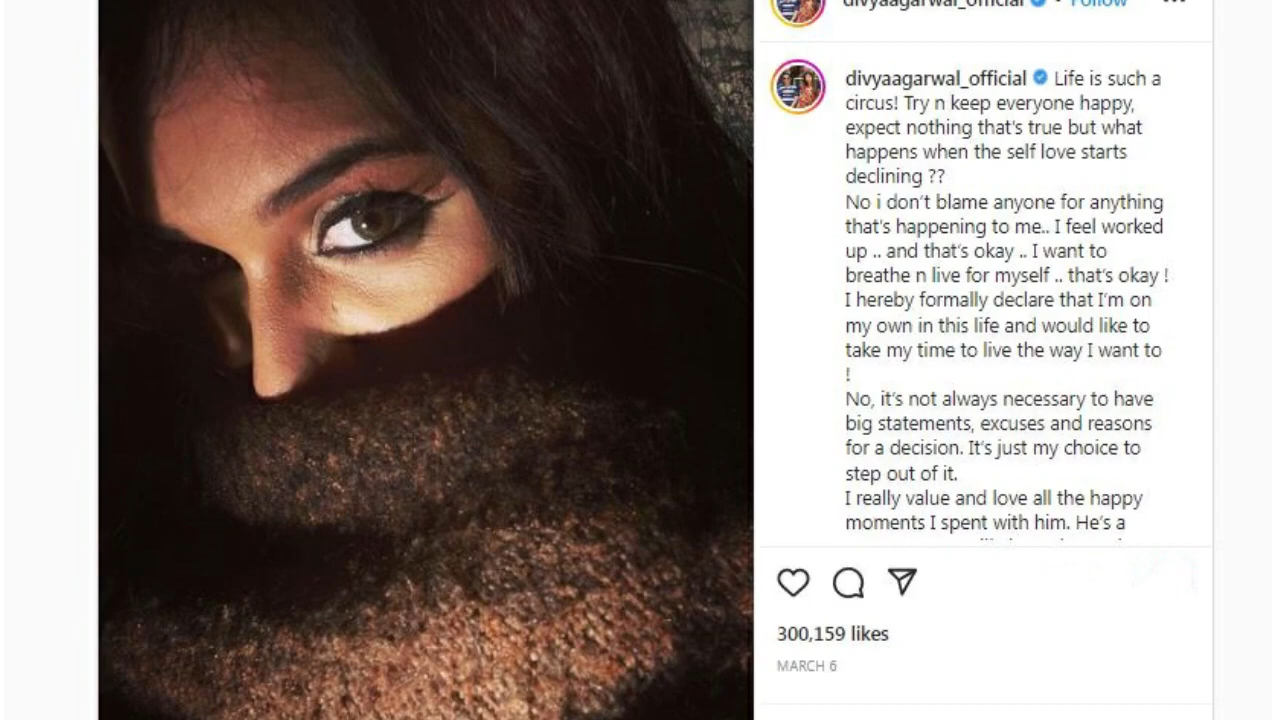 divyaagarwal_official • Follow
divyaagarwal_official Life is such a
circus! Try n keep everyone happy,
expect nothing that's true but what
happens when the self love starts
declining ??
No i don't blame anyone for anything
that's happening to me.. I feel worked
up .. and that's okay .. I want to
breathe n live for myself .. that's okay !
I hereby formally declare that I'm on
my own in this life and would like to
take my time to live the way I want to
!
No, it's not always necessary to have
big statements, excuses and reasons
for a decision. It's just my choice to
step out of it.
I really value and love all the happy
moments I spent with him. He's a
300,159 likes
MARCH 6